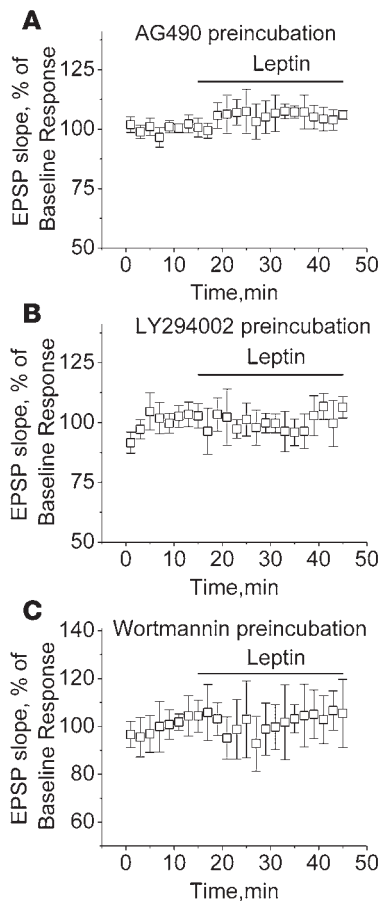 A
AG490 preincubation
Leptin
EPSP slope, % of
Baseline Response
125
100
75
50
0 10 20 30 40 50
Time,min
B
LY294002 preincubation
Leptin
EPSP slope, % of
Baseline Response
125
100
75
50
0 10 20 30 40 50
Time,min
C
Wortmannin preincubation
Leptin
EPSP slope, % of
Baseline Response
140
120
100
80
60
0 10 20 30 40 50
Time,min